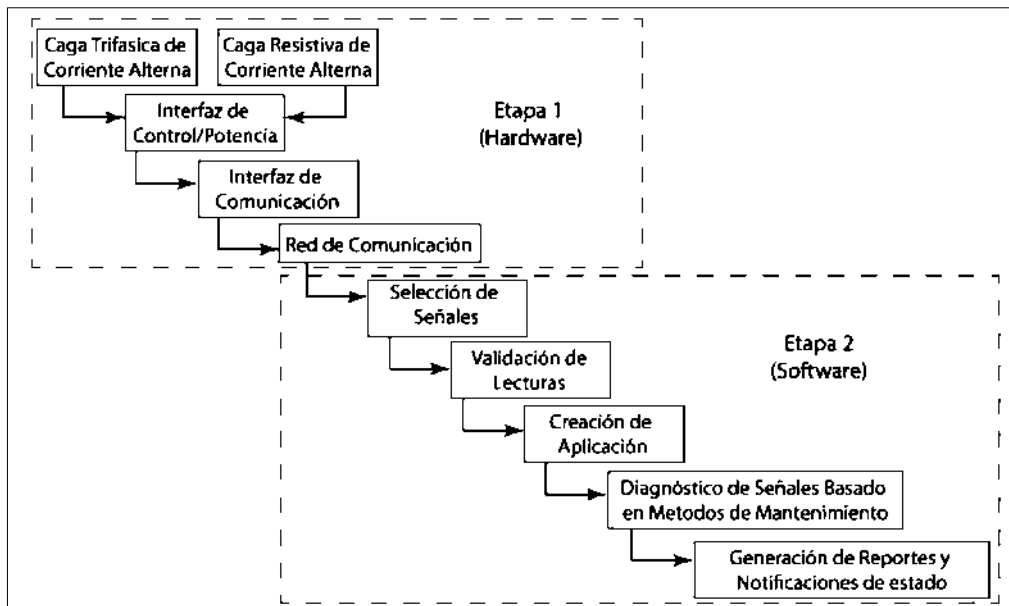 Caga Trifasica de
Corriente Alterna
Caga Resistiva de
Corriente Alterna
Interfaz de
Control/Potencia
Etapa 1
(Hardware)
Interfaz de
Comunicación
Red de Comunicación
Selección de
Señales
Etapa 2
(Software)
Validación de
Lecturas
Creación de
Aplicación
Diagnóstico de Señales Basado
en Metodos de Mantenimiento
Generación de Reportes y
Notificaciones de estado